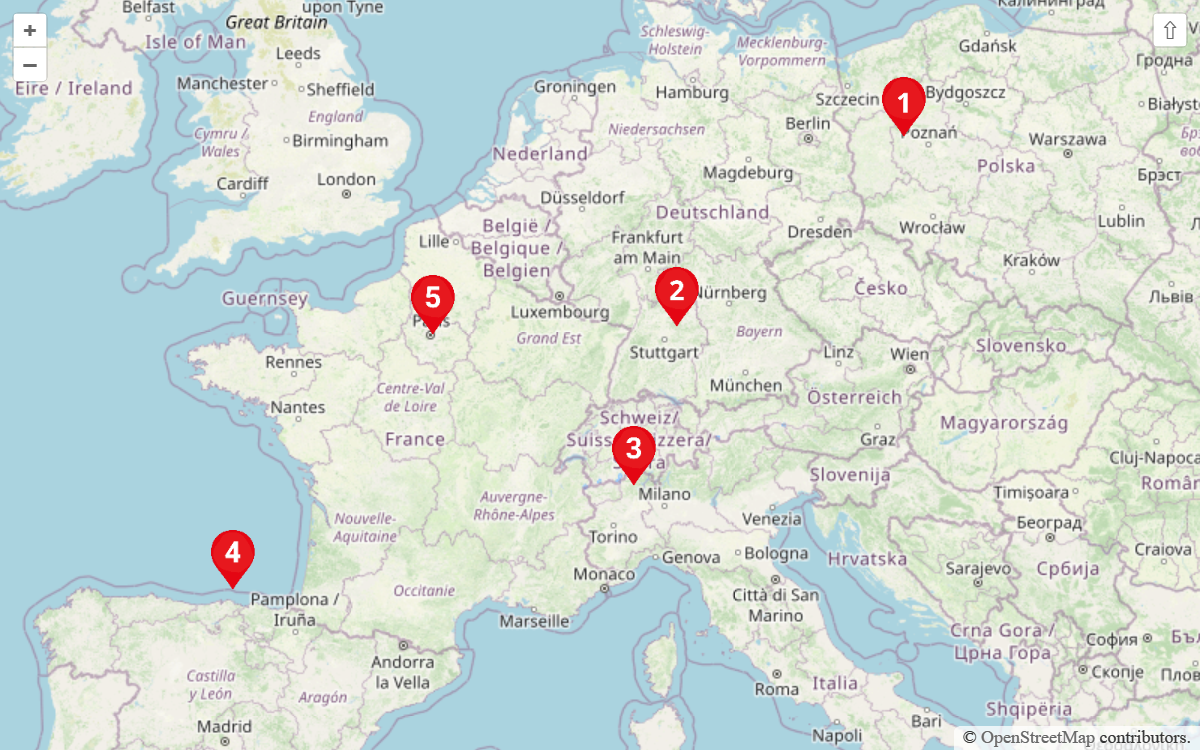 Belfast
upon Tyne
Great Britain
Калининград
+
−
⇧
Isle of Man
Leeds
Schleswig-
Holstein
Mecklenburg-
Vorpommern
Gdańsk
Гродна
Eire / Ireland
Manchester
Sheffield
Groningen
Hamburg
Szczecin
1
Bydgoszcz
England
Birmingham
Cymru /
Wales
Niedersachsen
Berlin
Poznań
Warszawa
Polska
Nederland
Magdeburg
Брэст
Cardiff
London
Düsseldorf
Deutschland
Dresden
Wrocław
Lublin
België /
Belgique /
Belgien
Lille
Frankfurt
am Main
Kraków
Česko
Львів
Guernsey
5
Paris
Luxembourg
2
Nürnberg
Grand Est
Bayern
Stuttgart
Linz
Wien
Slovensko
Rennes
München
Österreich
Centre-Val
de Loire
Nantes
France
Schweiz/
Suisse/Svizzera/
Svizra
3
Magyarország
Graz
Cluj-Napoca
Slovenija
Milano
Timișoara
Auvergne-
Rhône-Alpes
Nouvelle-
Aquitaine
Torino
Venezia
Београд
4
Genova
Bologna
Hrvatska
Sarajevo
Србија
Craiova
Monaco
Occitanie
Pamplona /
Iruña
Marseille
Città di San
Marino
Crna Gora /
Црна Гора
София
Andorra
la Vella
Скопје
Castilla
y León
Aragón
Roma
Italia
Shqipëria
Madrid
Bari
Napoli
© OpenStreetMap contributors.